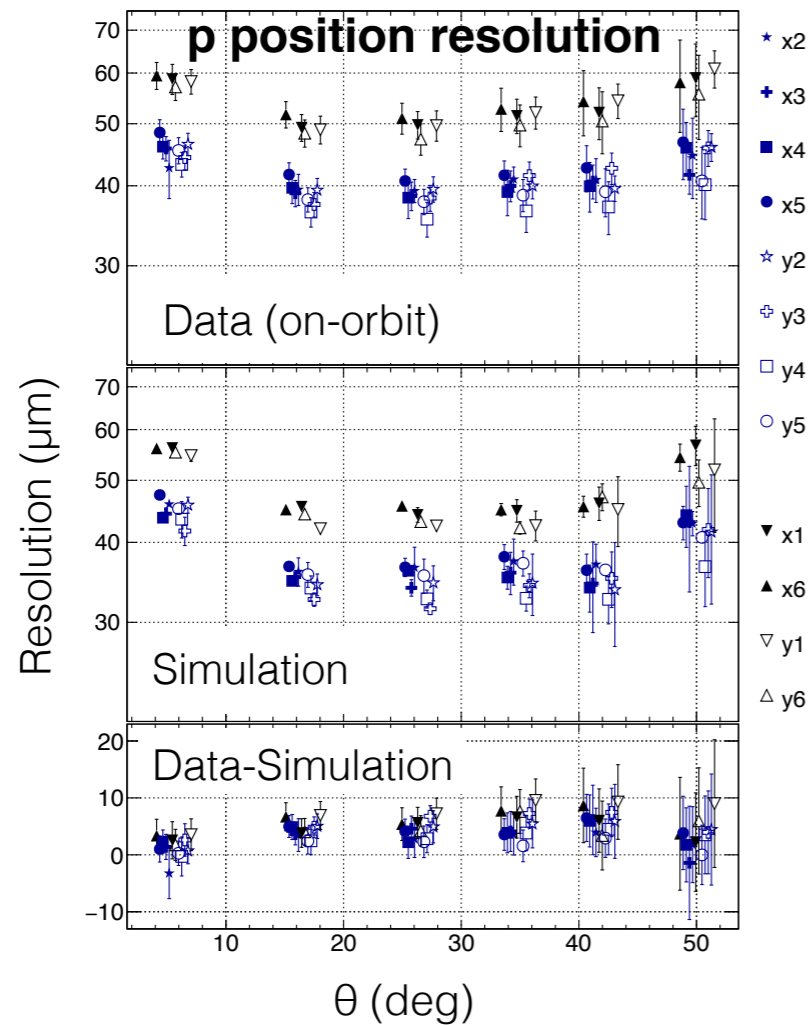 p position resolution
70
60
50
40
30
Data (on-orbit)
70
60
50
40
30
Simulation
20
10
0
−10
Data-Simulation
10 20 30 40 50
θ (deg)
Resolution (μm)
x2
x3
x4
x5
y2
y3
y4
y5
x1
x6
y1
y6